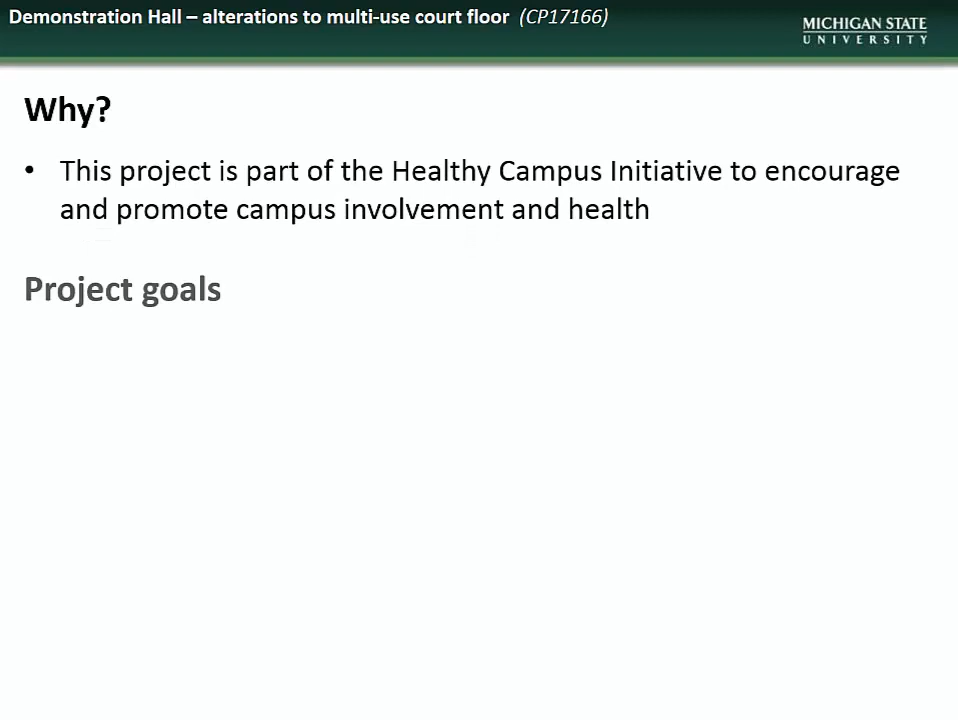 Demonstration Hall – alterations to multi-use court floor (CP17166)
MICHIGAN STATE
UNIVERSITY
Why?
• This project is part of the Healthy Campus Initiative to encourage
and promote campus involvement and health
Project goals